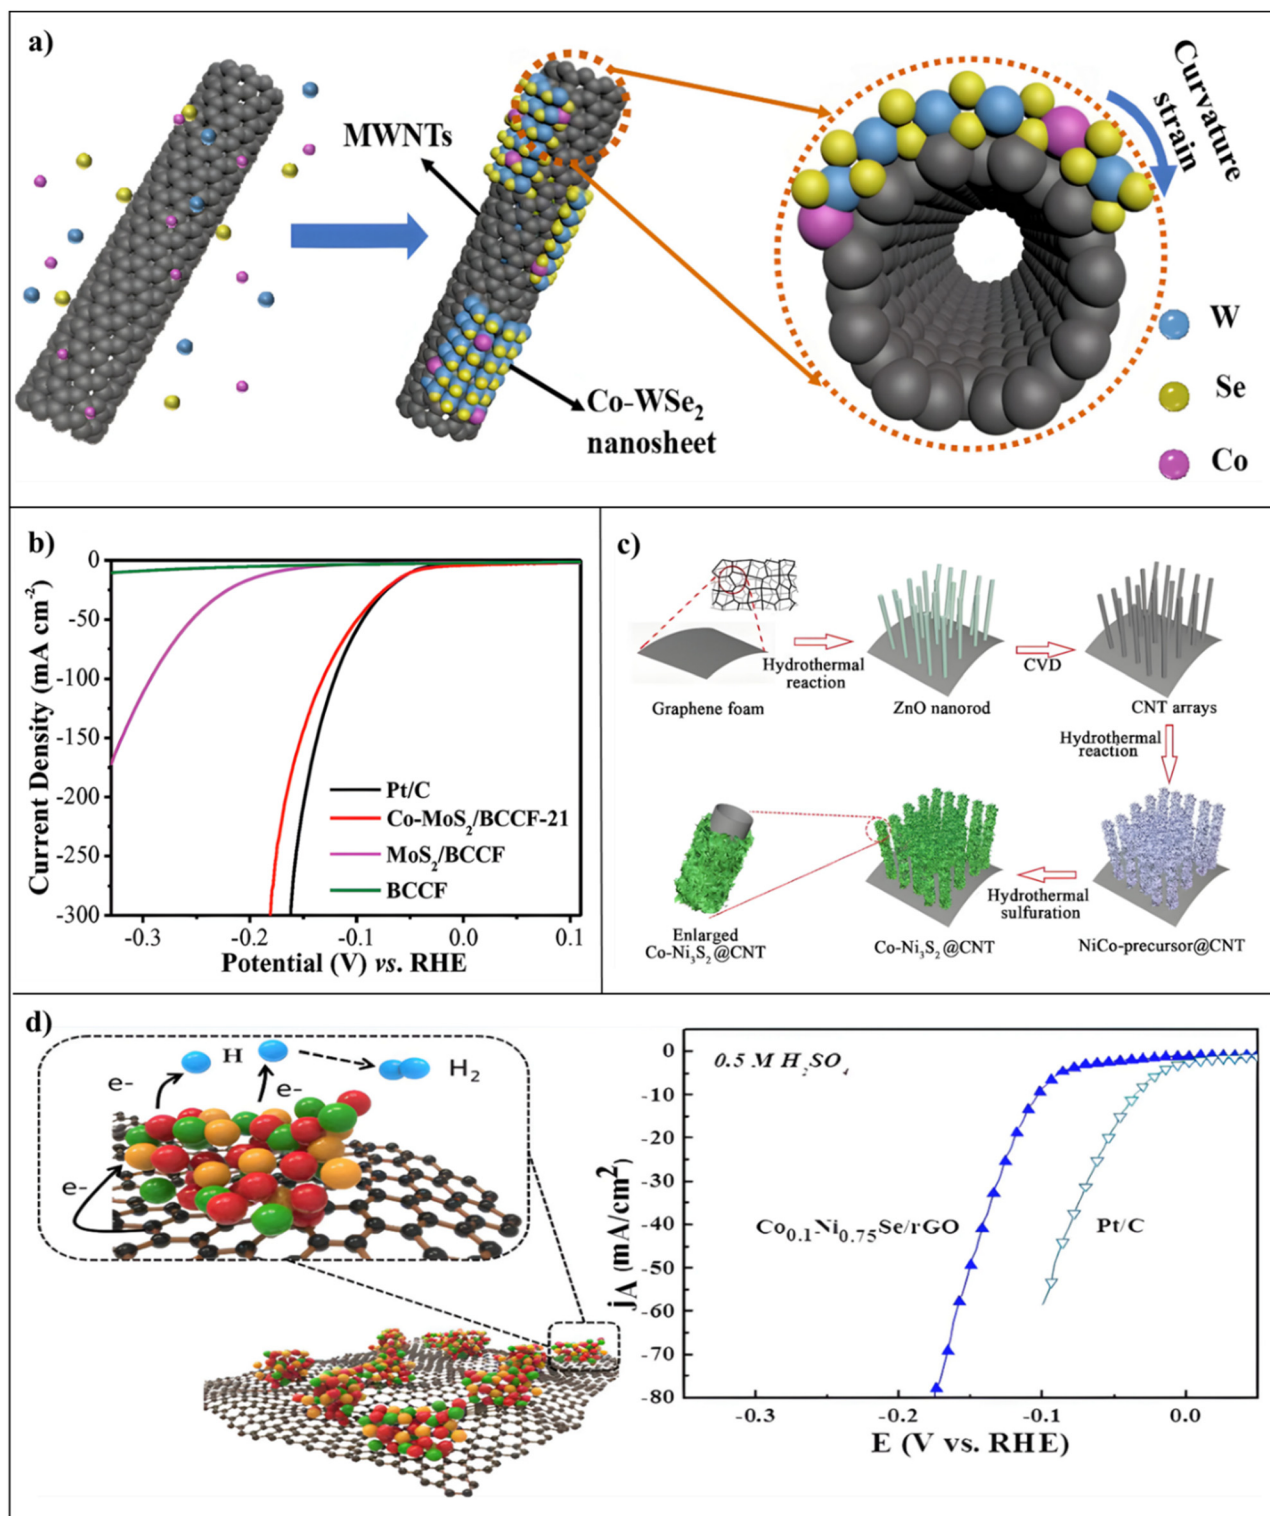 a)
MWNTs
Curvature
strain
Co-WSe₂
nanosheet
W
Se
Co
b)
0
-50
-100
-150
-200
-250
-300
Current Density (mA cm⁻²)
Pt/C
Co-MoS₂/BCCF-21
MoS₂/BCCF
BCCF
-0.3
-0.2
-0.1
0.0
0.1
Potential (V) vs. RHE
c)
Graphene foam
Hydrothermal
reaction
ZnO nanorod
CVD
CNT arrays
Hydrothermal
reaction
NiCo-precursor@CNT
Hydrothermal
sulfuration
Co-Ni₃S₂@CNT
Enlarged
Co-Ni₃S₂@CNT
d)
H
H₂
e-
e-
e-
0.5 M H₂SO₄
0
-10
-20
-30
-40
-50
-60
-70
-80
jA (mA/cm²)
Co₀.₁Ni₀.₇₅Se/rGO
Pt/C
-0.3
-0.2
-0.1
0.0
E (V vs. RHE)